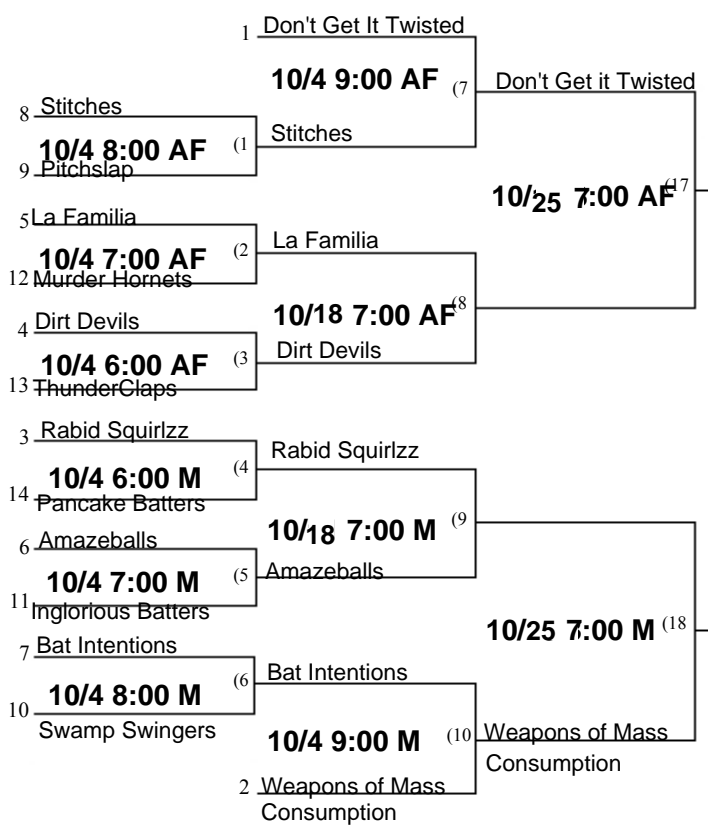 1 Don't Get It Twisted
10/4 9:00 AF (7
Don't Get it Twisted
8 Stitches
10/4 8:00 AF (1
Stitches
9 Pitchslap
10/25 7:00 AF (17
5 La Familia
10/4 7:00 AF (2
La Familia
12 Murder Hornets
10/18 7:00 AF (8
4 Dirt Devils
10/4 6:00 AF (3
Dirt Devils
13 ThunderClaps
3 Rabid Squirlzz
10/4 6:00 M (4
Rabid Squirlzz
14 Pancake Batters
10/18 7:00 M (9
6 Amazeballs
10/4 7:00 M (5
Amazeballs
11 Inglorious Batters
10/25 7:00 M (18
7 Bat Intentions
10/4 8:00 M (6
Bat Intentions
10 Swamp Swingers
10/4 9:00 M (10
Weapons of Mass
Consumption
2 Weapons of Mass
Consumption